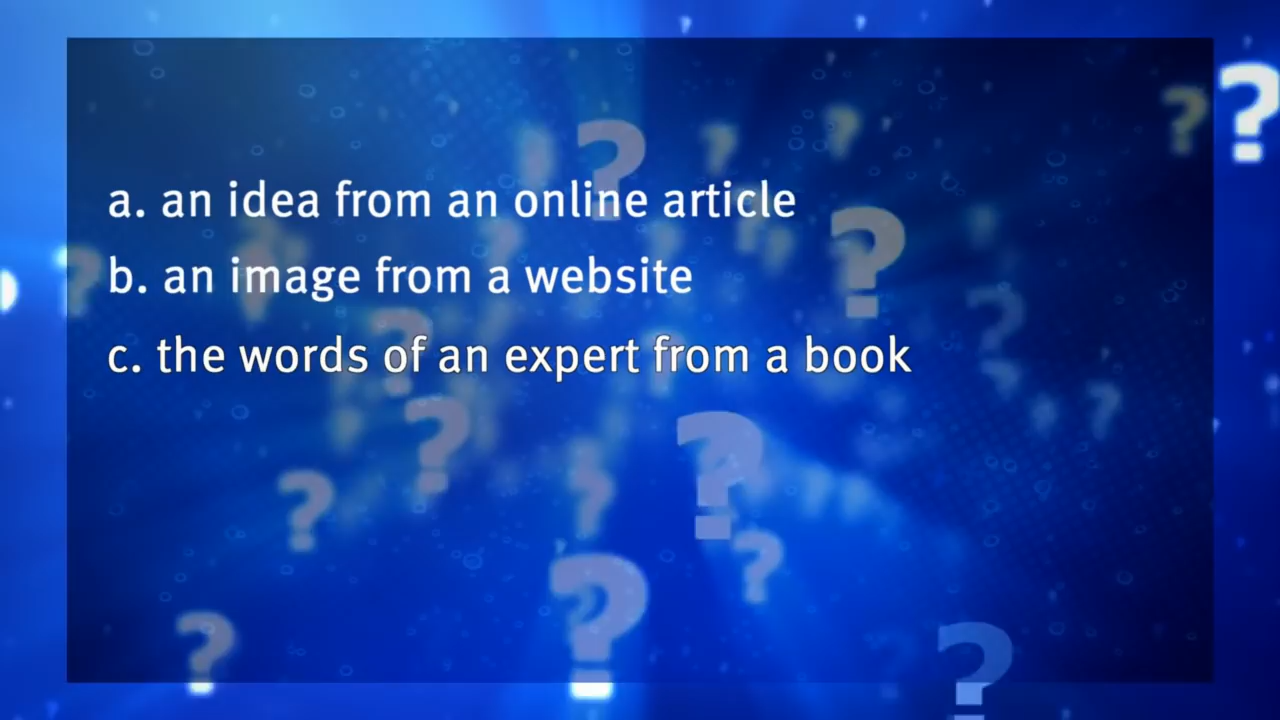 a. an idea from an online article
b. an image from a website
c. the words of an expert from a book